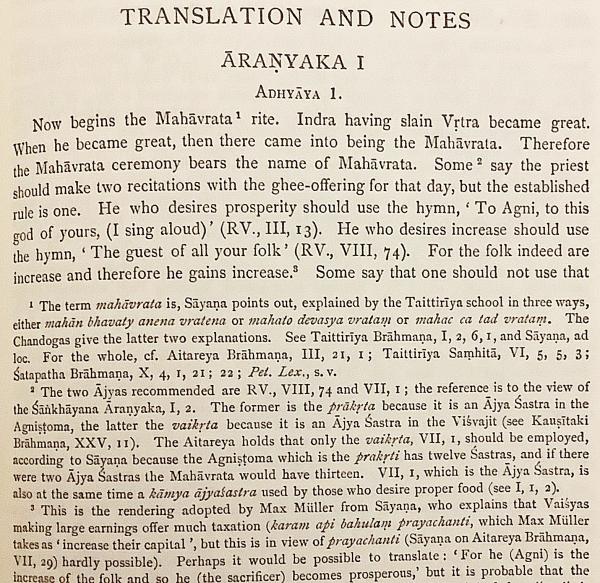 TRANSLATION AND NOTES
ĀRAṆYAKA I
Adhyāya 1.
Now begins the Mahāvrata¹ rite. Indra having slain Vṛtra became great.
When he became great, then there came into being the Mahāvrata. Therefore
the Mahāvrata ceremony bears the name of Mahāvrata. Some² say the priest
should make two recitations with the ghee-offering for that day, but the established
rule is one. He who desires prosperity should use the hymn, ‘To Agni, to this
god of yours, (I sing aloud)’ (RV., III, 13). He who desires increase should use
the hymn, ‘The guest of all your folk’ (RV., VIII, 74). For the folk indeed are
increase and therefore he gains increase.³ Some say that one should not use that
¹ The term mahāvrata is, Sāyaṇa points out, explained by the Taittirīya school in three ways,
either mahān bhavaty anena vratena or mahato devasya vrataṃ or mahac ca tad vrataṃ. The
Chandogas give the latter two explanations. See Taittirīya Brāhmaṇa, I, 2, 6, 1, and Sāyaṇa, ad
loc. For the whole, cf. Aitareya Brāhmaṇa, III, 21, 1; Taittirīya Saṃhitā, VI, 5, 5, 3;
Śatapatha Brāhmaṇa, X, 4, 1, 21; 22; Pet. Lex., s. v.
² The two Ājyas recommended are RV., VIII, 74 and VII, 1; the reference is to the view of
the Śāṅkhāyana Āraṇyaka, I, 2. The former is the prākṛta because it is an Ājya Śastra in the
Agniṣṭoma, the latter the vaikṛta because it is an Ājya Śastra in the Viśvajit (see Kauṣītaki
Brāhmaṇa, XXV, 11). The Aitareya holds that only the vaikṛta, VII, 1, should be employed,
according to Sāyaṇa because the Agniṣṭoma which is the prakṛti has twelve Śastras, and if there
were two Ājya Śastras the Mahāvrata would have thirteen. VII, 1, which is the Ājya Śastra, is
also at the same time a kāmya ājyaśastra used by those who desire proper food (see I, 1, 2).
³ This is the rendering adopted by Max Müller from Sāyaṇa, who explains that Vaiśyas
making large earnings offer much taxation (karam api bahulaṃ prayachanti, which Max Müller
takes as ‘increase their capital’, but this is in view of prayachanti (Sāyaṇa on Aitareya Brāhmaṇa,
VII, 29) hardly possible). Perhaps it would be possible to translate: ‘For he (Agni) is the
increase of the folk and so he (the sacrificer) becomes prosperous,’ but it is probable that the